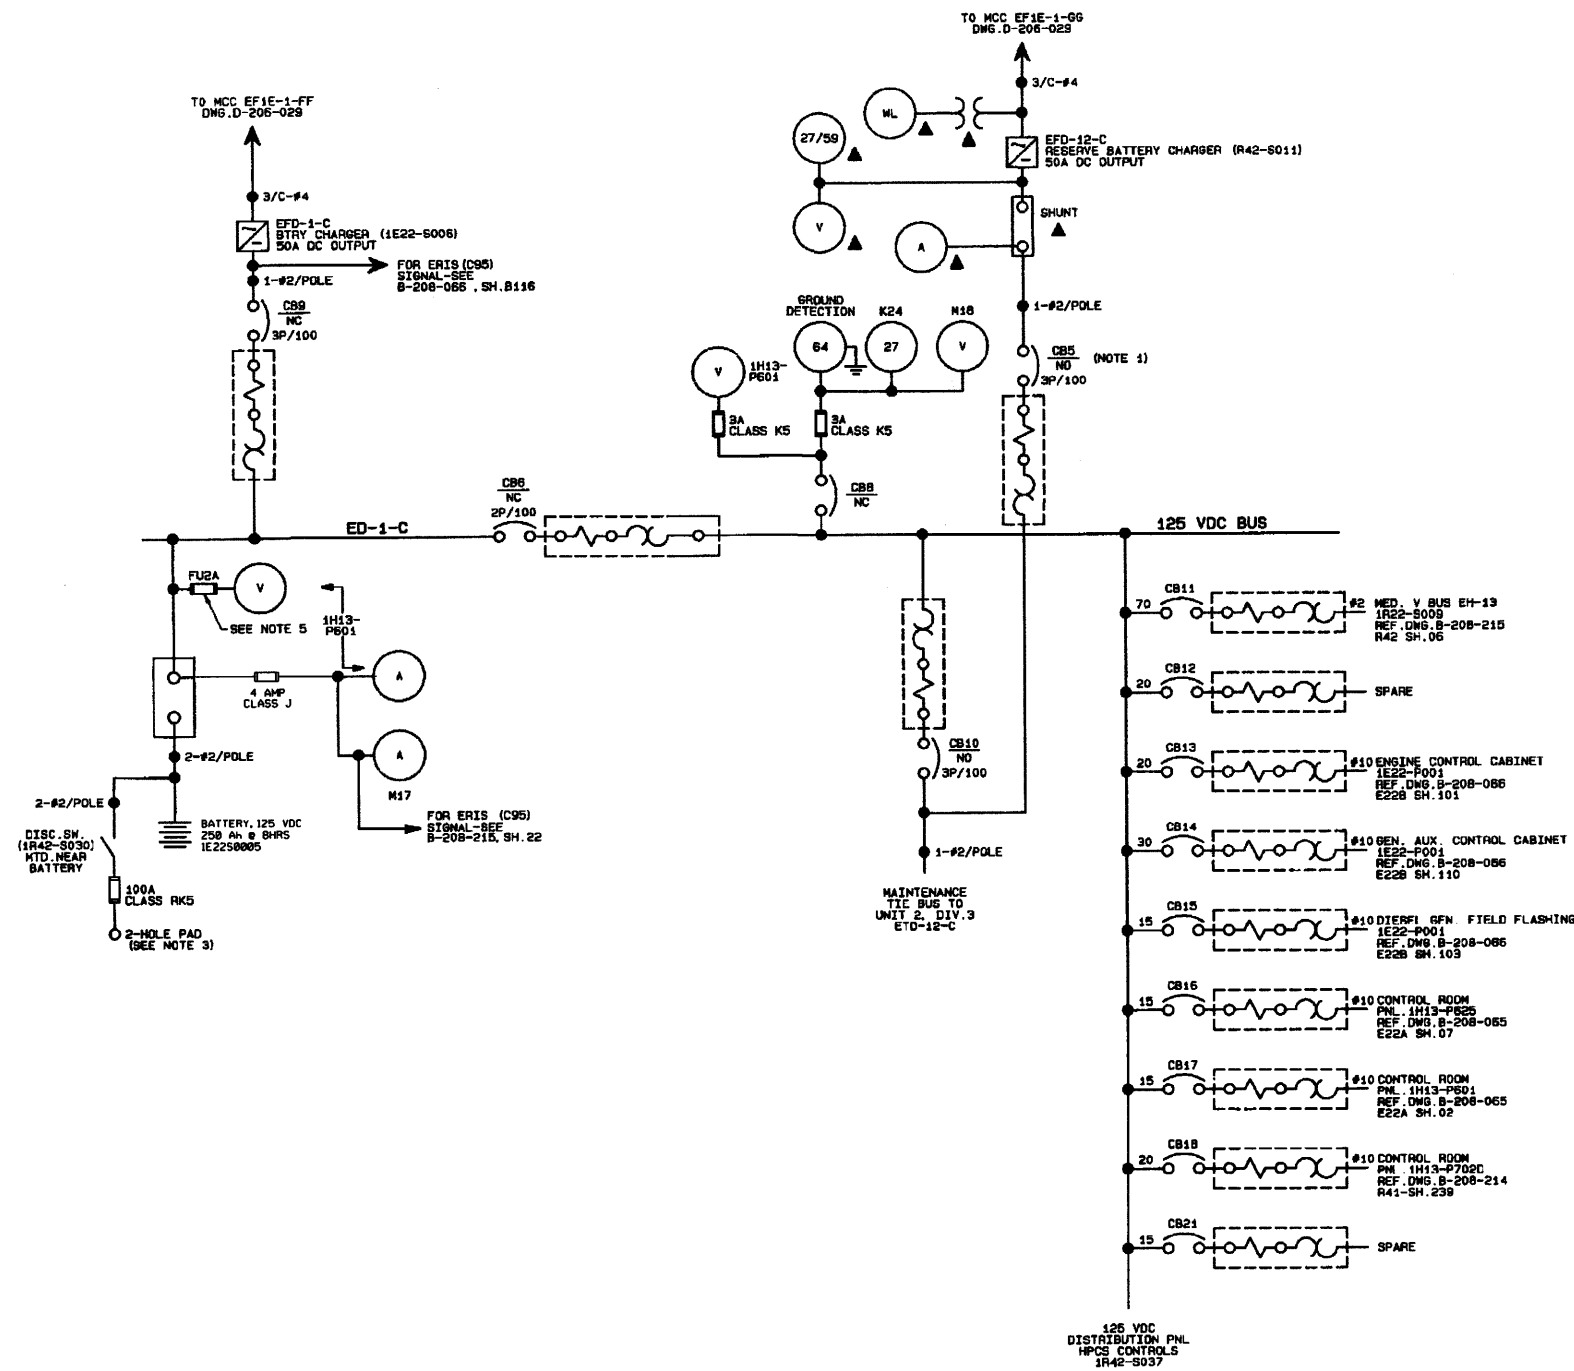 TO MCC EF1E-1-GG
DWG.D-206-029
3/C-#4
WL
27/59
EFD-12-C
RESERVE BATTERY CHARGER (R42-S011)
50A DC OUTPUT
V
SHUNT
A
1-#2/POLE
CB5
NO
(NOTE 1)
3P/100
TO MCC EF1E-1-FF
DWG.D-206-029
3/C-#4
EFD-1-C
BTRY CHARGER (1E22-S006)
50A DC OUTPUT
FOR ERIS (C95)
SIGNAL-SEE
B-208-066, SH.B116
1-#2/POLE
CB9
NC
3P/100
GROUND
DETECTION
K24
M18
V
1H13-
P601
64
27
V
3A
CLASS K5
3A
CLASS K5
CB8
NC
ED-1-C
CB6
NC
2P/100
125 VDC BUS
FU2A
V
SEE NOTE 5
1H13-
P601
4 AMP
CLASS J
A
A
M17
FOR ERIS (C95)
SIGNAL-SEE
B-208-215, SH.22
2-#2/POLE
2-#2/POLE
DISC.SW.
(1R42-S030)
MTD.NEAR
BATTERY
BATTERY, 125 VDC
250 Ah @ 8HRS
1E22S0005
100A
CLASS RK5
2-HOLE PAD
(SEE NOTE 3)
CB10
NO
3P/100
1-#2/POLE
MAINTENANCE
TIE BUS TO
UNIT 2, DIV.3
ETD-12-C
70
CB11
#2
MED. V BUS EH-13
1R22-S009
REF.DWG.B-208-215
R42 SH.06
20
CB12
SPARE
20
CB13
#10 ENGINE CONTROL CABINET
1E22-P001
REF.DWG.B-208-066
E22B SH.101
30
CB14
#10 GEN. AUX. CONTROL CABINET
1E22-P001
REF.DWG.B-208-066
E22B SH.110
15
CB15
#10 DIESEL GEN. FIELD FLASHING
1E22-P001
REF.DWG.B-208-066
E22B SH.103
15
CB16
#10 CONTROL ROOM
PNL.1H13-P625
REF.DWG.B-208-065
E22A SH.07
15
CB17
#10 CONTROL ROOM
PNL.1H13-P601
REF.DWG.B-208-065
E22A SH.02
20
CB18
#10 CONTROL ROOM
PNL.1H13-P702C
REF.DWG.B-208-214
R41-SH.239
15
CB21
SPARE
125 VDC
DISTRIBUTION PNL
HPCS CONTROLS
1R42-S037